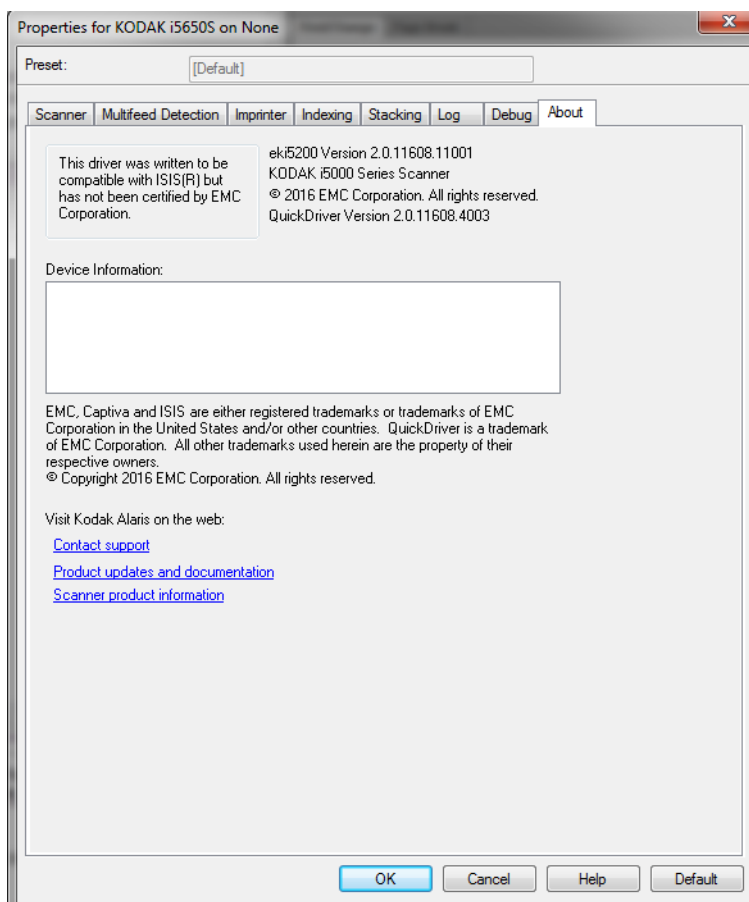 Properties for KODAK i5650S on None
Preset:
[Default]
Scanner Multifeed Detection Imprinter Indexing Stacking Log Debug About
This driver was written to be
compatible with ISIS(R) but
has not been certified by EMC
Corporation.
eki5200 Version 2.0.11608.11001
KODAK i5000 Series Scanner
© 2016 EMC Corporation. All rights reserved.
QuickDriver Version 2.0.11608.4003
Device Information:
EMC, Captiva and ISIS are either registered trademarks or trademarks of EMC
Corporation in the United States and/or other countries. QuickDriver is a trademark
of EMC Corporation. All other trademarks used herein are the property of their
respective owners.
© Copyright 2016 EMC Corporation. All rights reserved.
Visit Kodak Alaris on the web:
Contact support
Product updates and documentation
Scanner product information
OK Cancel Help Default